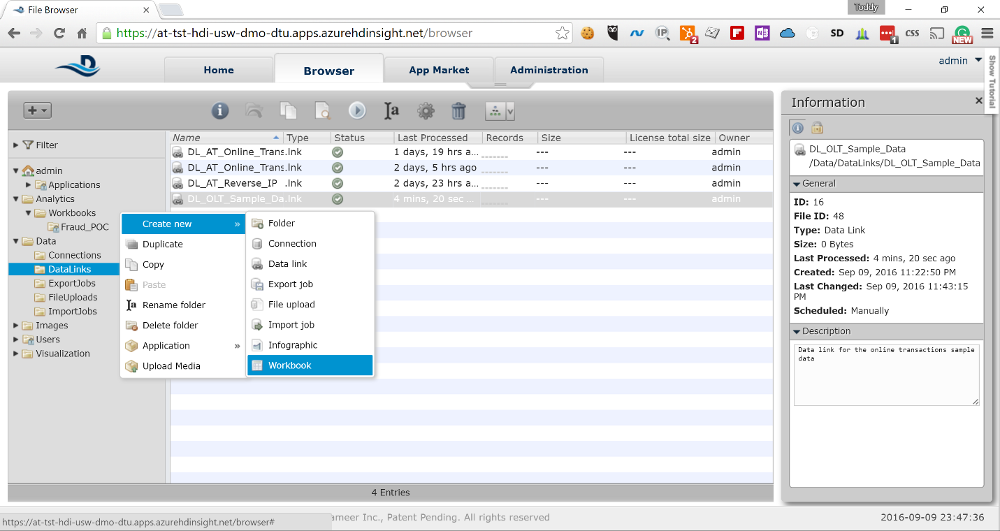 File Browser
Toddy
https://at-tst-hdi-usw-dmo-dtu.apps.azurehdinsight.net/browser
IP
2
N
SD
1
CSS
NEW
Home
Browser
App Market
Administration
admin
Show Tutorial
Information
Filter
Name Type Status Last Processed Records Size License total size Owner
DL_AT_Online_Trans .lnk 1 days, 19 hrs a... --- --- admin
DL_AT_Online_Trans .lnk 2 days, 5 hrs ago --- --- admin
DL_AT_Reverse_IP .lnk 2 days, 23 hrs a... --- --- admin
DL_OLT_Sample_Da .lnk 4 mins, 20 sec ... --- --- admin
admin
Applications
Analytics
Workbooks
Fraud_POC
Data
Connections
DataLinks
ExportJobs
FileUploads
ImportJobs
Images
Users
Visualization
Create new »
Duplicate
Copy
Paste
Rename folder
Delete folder
Application »
Upload Media
Folder
Connection
Data link
Export job
File upload
Import job
Infographic
Workbook
DL_OLT_Sample_Data
/Data/DataLinks/DL_OLT_Sample_Data
General
ID: 16
File ID: 48
Type: Data Link
Size: 0 Bytes
Last Processed: 4 mins, 20 sec ago
Created: Sep 09, 2016 11:22:50 PM
Last Changed: Sep 09, 2016 11:43:15
PM
Scheduled: Manually
Description
Data link for the online transactions sample
data
4 Entries
https://at-tst-hdi-usw-dmo-dtu.apps.azurehdinsight.net/browser#
ameer Inc., Patent Pending. All rights reserved
2016-09-09 23:47:36